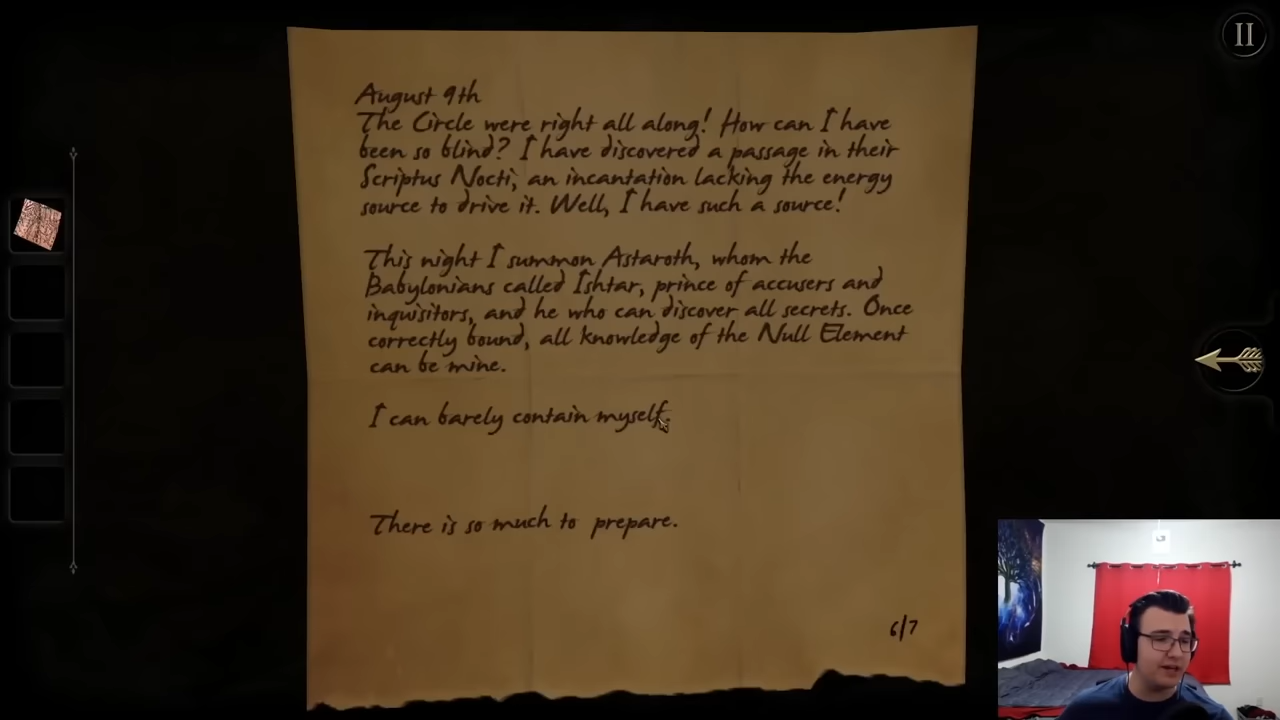 August 9th
The Circle were right all along! How can I have
been so blind? I have discovered a passage in their
Scriptus Nocti, an incantation lacking the energy
source to drive it. Well, I have such a source!
This night I summon Astaroth, whom the
Babylonians called Ishtar, prince of accusers and
inquisitors, and he who can discover all secrets. Once
correctly bound, all knowledge of the Null Element
can be mine.
I can barely contain myself.
There is so much to prepare.
6/7